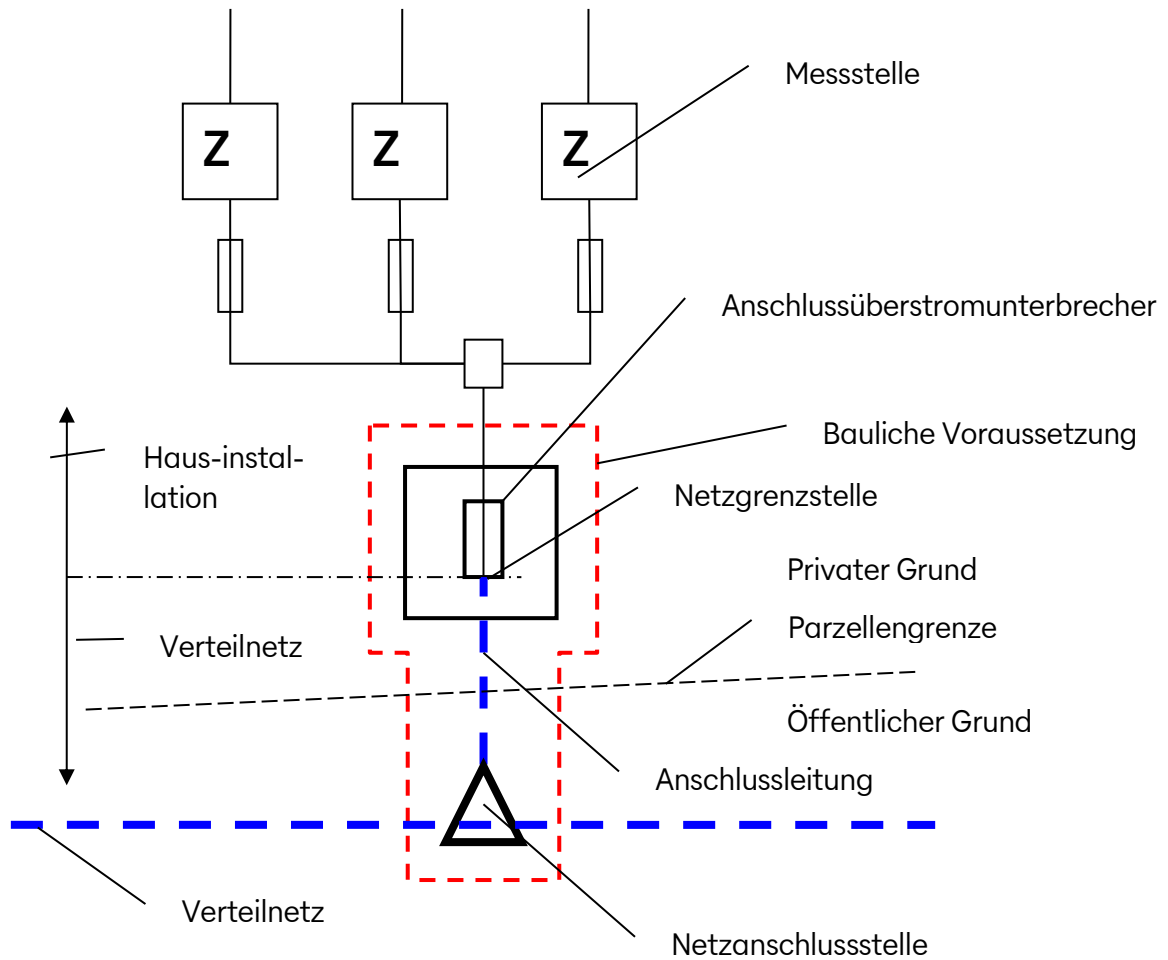 Messstelle
Z Z Z
Anschlussüberstromunterbrecher
Bauliche Voraussetzung
Haus-instal-
lation
Netzgrenzstelle
Privater Grund
Parzellengrenze
Verteilnetz
Öffentlicher Grund
Anschlussleitung
Verteilnetz
Netzanschlussstelle